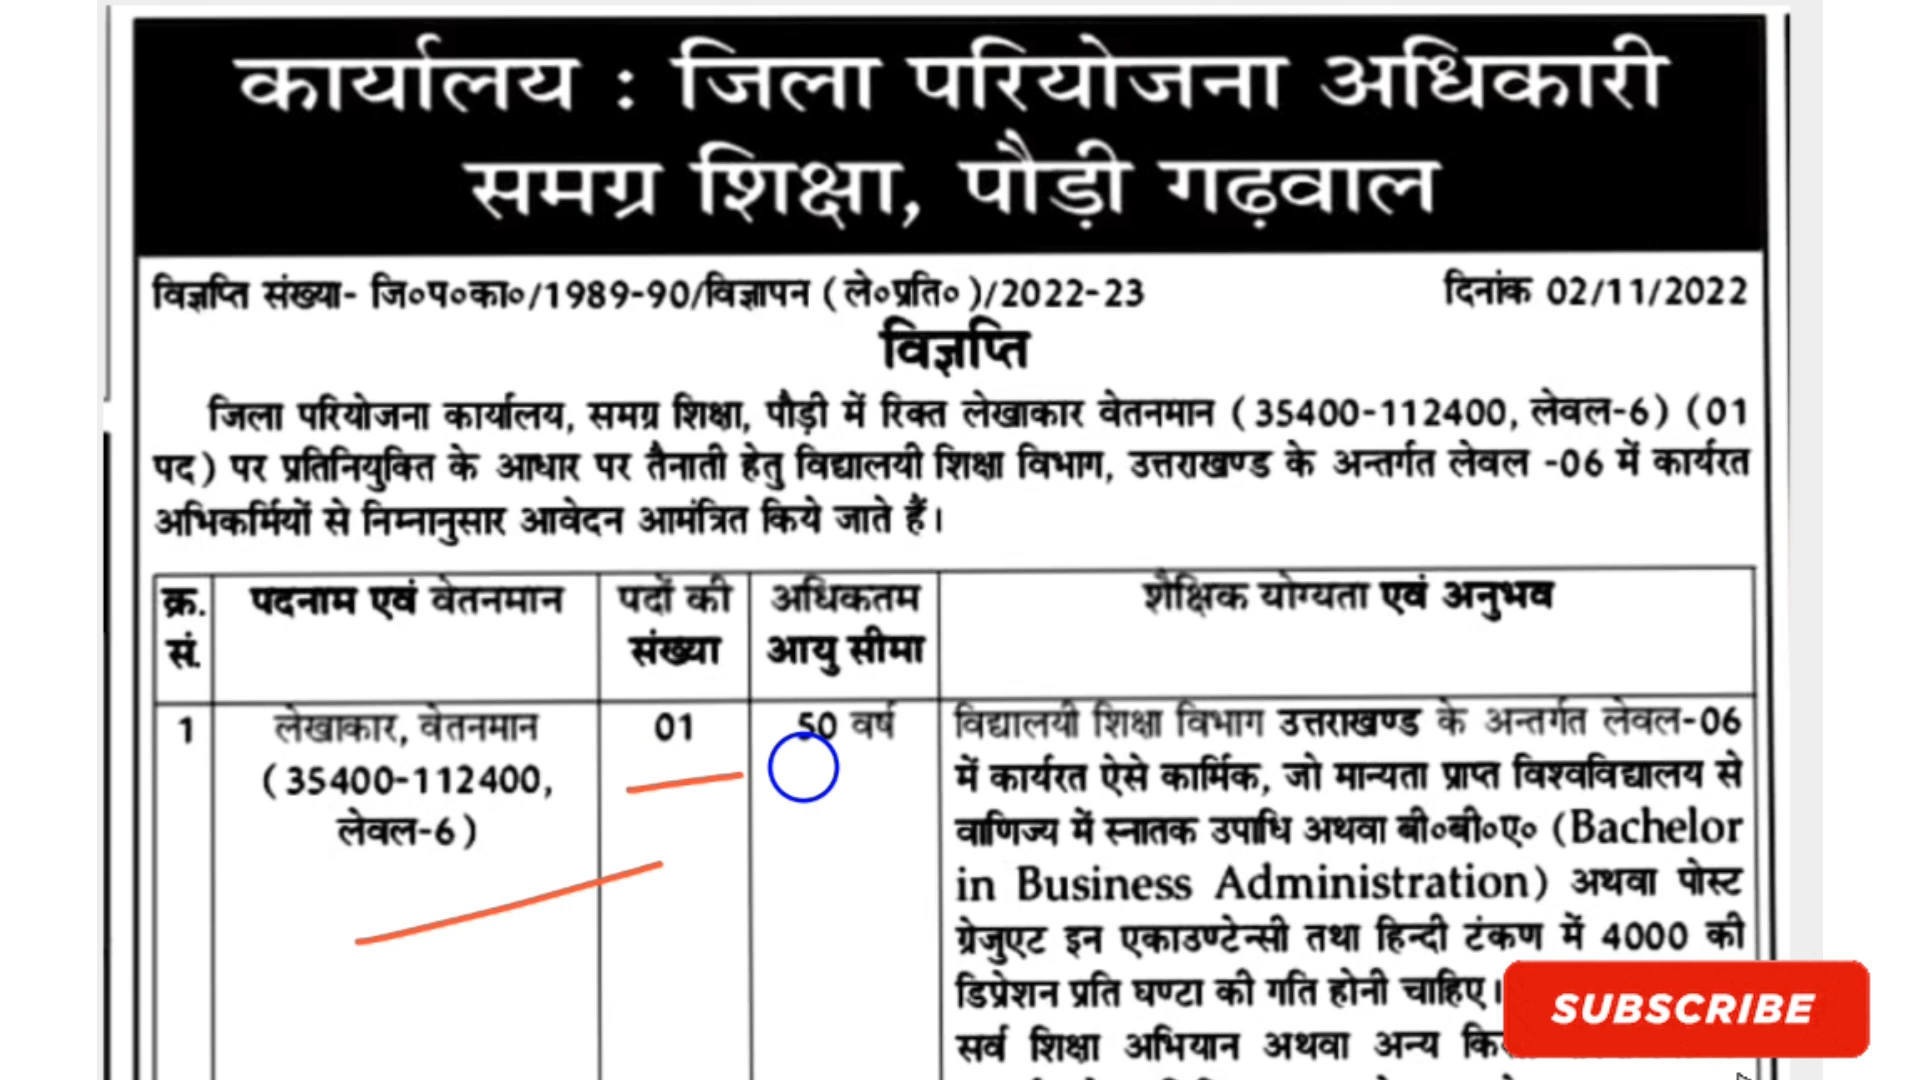 कार्यालय : जिला परियोजना अधिकारी
समग्र शिक्षा, पौड़ी गढ़वाल
विज्ञप्ति संख्या- जि०प०का०/1989-90/विज्ञापन (ले०प्रति०)/2022-23 दिनांक 02/11/2022
विज्ञप्ति
जिला परियोजना कार्यालय, समग्र शिक्षा, पौड़ी में रिक्त लेखाकार वेतनमान (35400-112400, लेवल-6) (01
पद) पर प्रतिनियुक्ति के आधार पर तैनाती हेतु विद्यालयी शिक्षा विभाग, उत्तराखण्ड के अन्तर्गत लेवल -06 में कार्यरत
अभिकर्मियों से निम्नानुसार आवेदन आमंत्रित किये जाते हैं।
क्र. सं. पदनाम एवं वेतनमान पदों की संख्या अधिकतम आयु सीमा शैक्षिक योग्यता एवं अनुभव
1 लेखाकार, वेतनमान 01 50 वर्ष विद्यालयी शिक्षा विभाग उत्तराखण्ड के अन्तर्गत लेवल-06
(35400-112400, में कार्यरत ऐसे कार्मिक, जो मान्यता प्राप्त विश्वविद्यालय से
लेवल-6) वाणिज्य में स्नातक उपाधि अथवा बी०बी०ए० (Bachelor
in Business Administration) अथवा पोस्ट
ग्रेजुएट इन एकाउण्टेन्सी तथा हिन्दी टंकण में 4000 की
डिप्रेशन प्रति घण्टा की गति होनी चाहिए।
सर्व शिक्षा अभियान अथवा अन्य
SUBSCRIBE